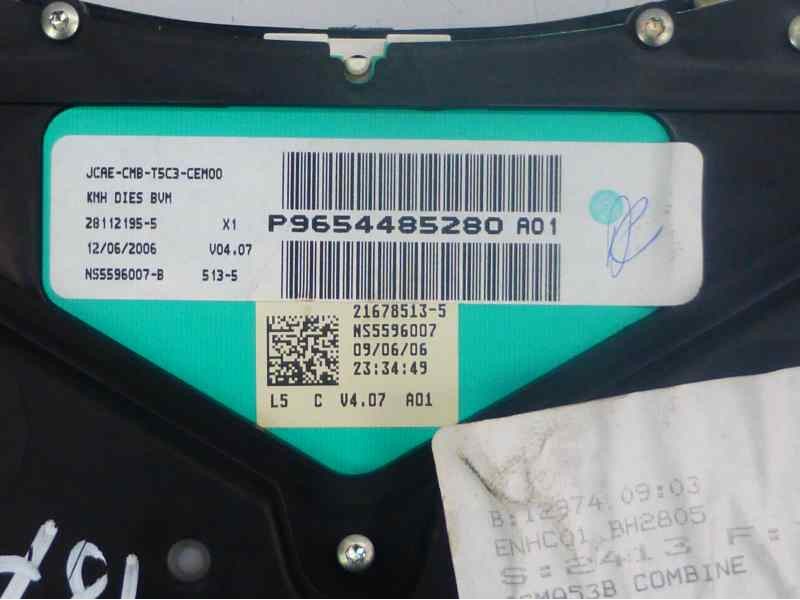 JCAE-CMB-T5C3-CEM00
KMH DIES BVM
28112195-5 X1
12/06/2006 V04.07
NS5596007-B 513-5
P9654485280 A01
21678513-5
NS5596007
09/06/06
23:34:49
L5 C V4.07 A01
B:12974 09:03
ENHC01 BH2805
S:2413 F:
COMBINE